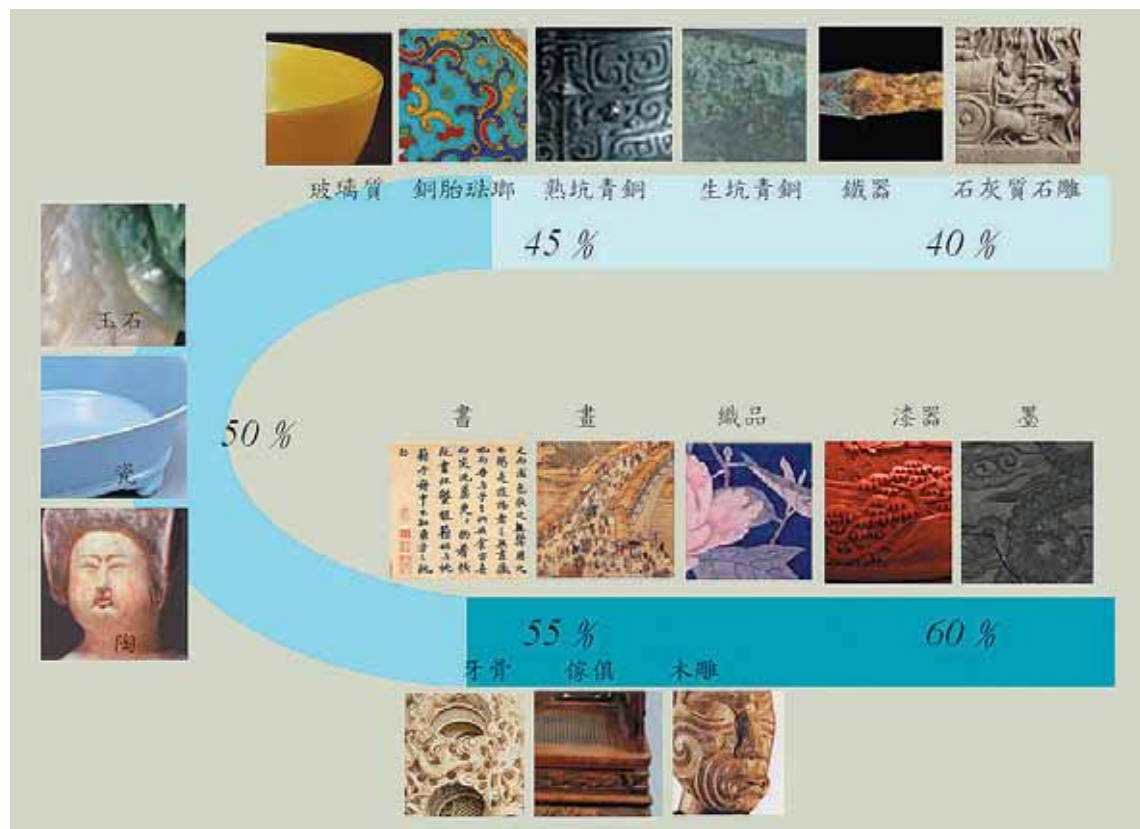 玻璃質
銅胎琺瑯
熟坑青銅
生坑青銅
鐵器
石灰質石雕
45 %
40 %
玉石
瓷
陶
50 %
書
畫
織品
漆器
墨
55 %
60 %
牙骨
傢俱
木雕